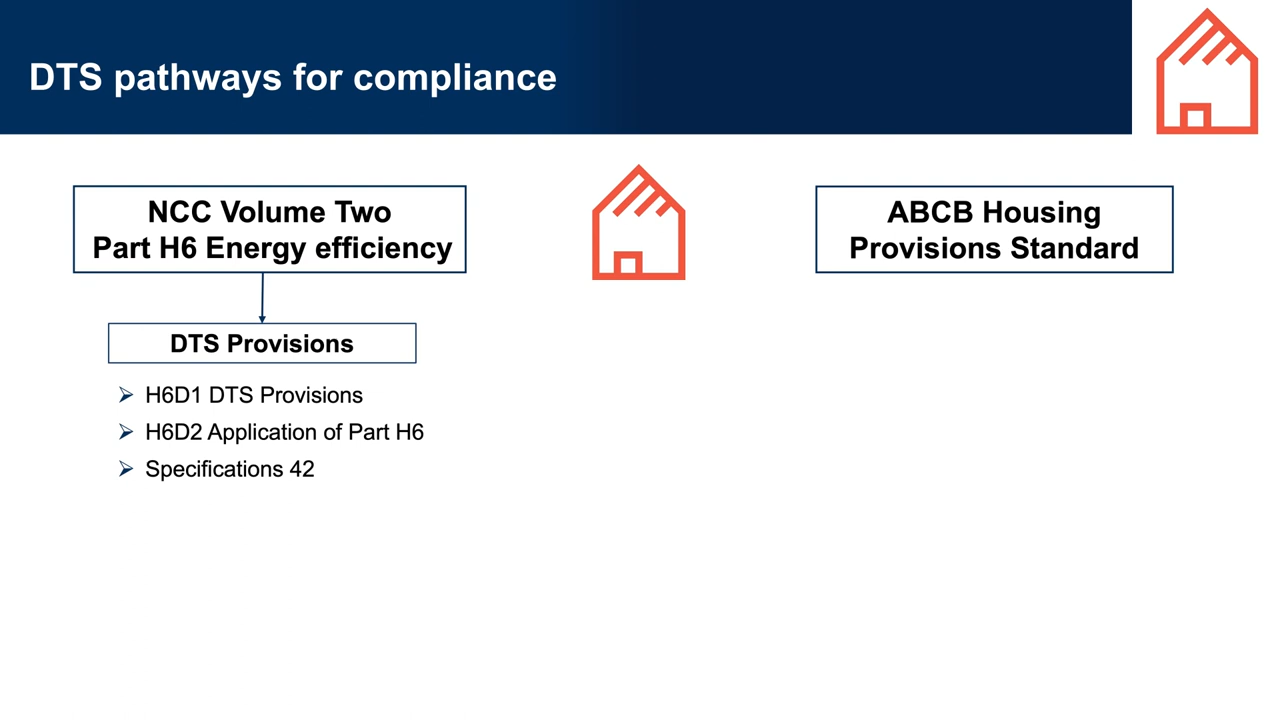 DTS pathways for compliance
NCC Volume Two
Part H6 Energy efficiency
DTS Provisions
H6D1 DTS Provisions
H6D2 Application of Part H6
Specifications 42
ABCB Housing
Provisions Standard